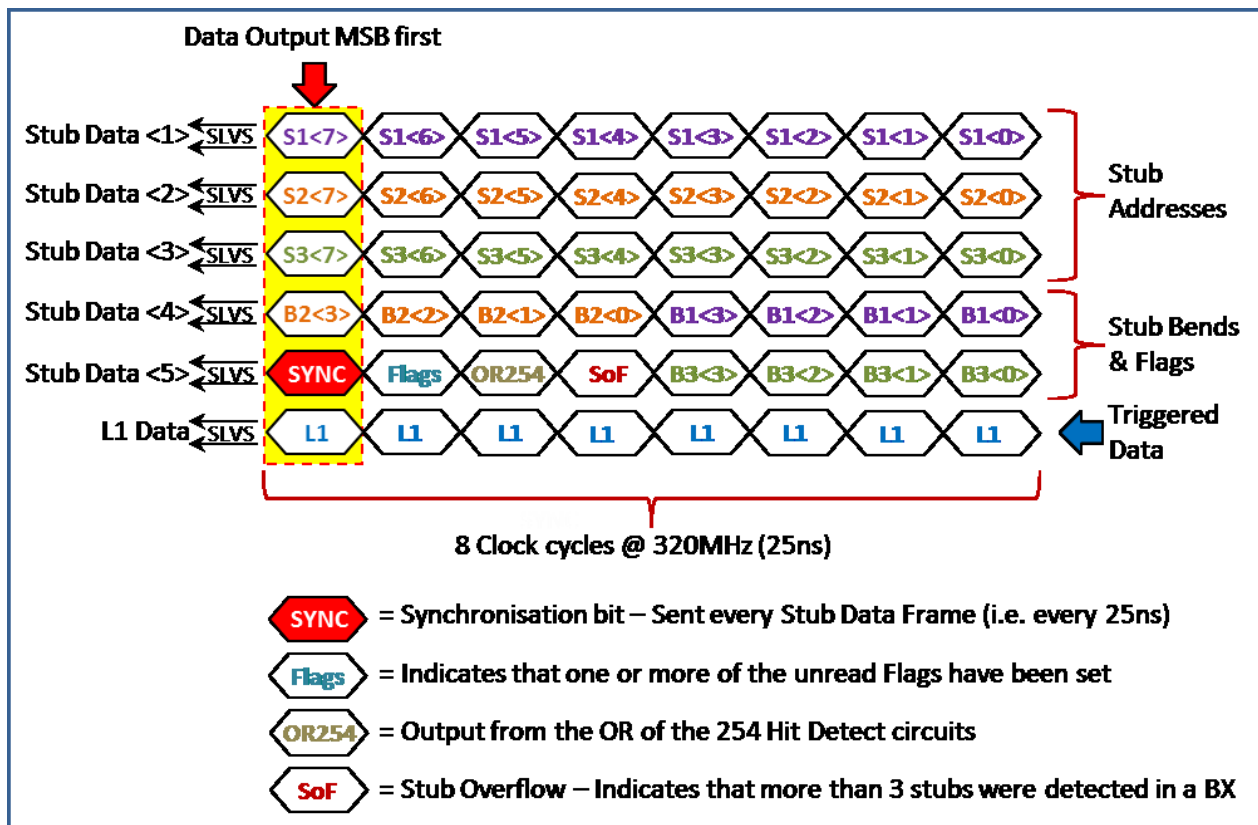 Data Output MSB first
Stub Data <1> SLVS S1<7> S1<6> S1<5> S1<4> S1<3> S1<2> S1<1> S1<0>
Stub Data <2> SLVS S2<7> S2<6> S2<5> S2<4> S2<3> S2<2> S2<1> S2<0>
Stub Data <3> SLVS S3<7> S3<6> S3<5> S3<4> S3<3> S3<2> S3<1> S3<0>
Stub
Addresses
Stub Data <4> SLVS B2<3> B2<2> B2<1> B2<0> B1<3> B1<2> B1<1> B1<0>
Stub Data <5> SLVS SYNC Flags OR254 SoF B3<3> B3<2> B3<1> B3<0>
Stub Bends
& Flags
L1 Data SLVS L1 L1 L1 L1 L1 L1 L1 L1
Triggered
Data
8 Clock cycles @ 320MHz (25ns)
SYNC = Synchronisation bit – Sent every Stub Data Frame (i.e. every 25ns)
Flags = Indicates that one or more of the unread Flags have been set
OR254 = Output from the OR of the 254 Hit Detect circuits
SoF = Stub Overflow – Indicates that more than 3 stubs were detected in a BX